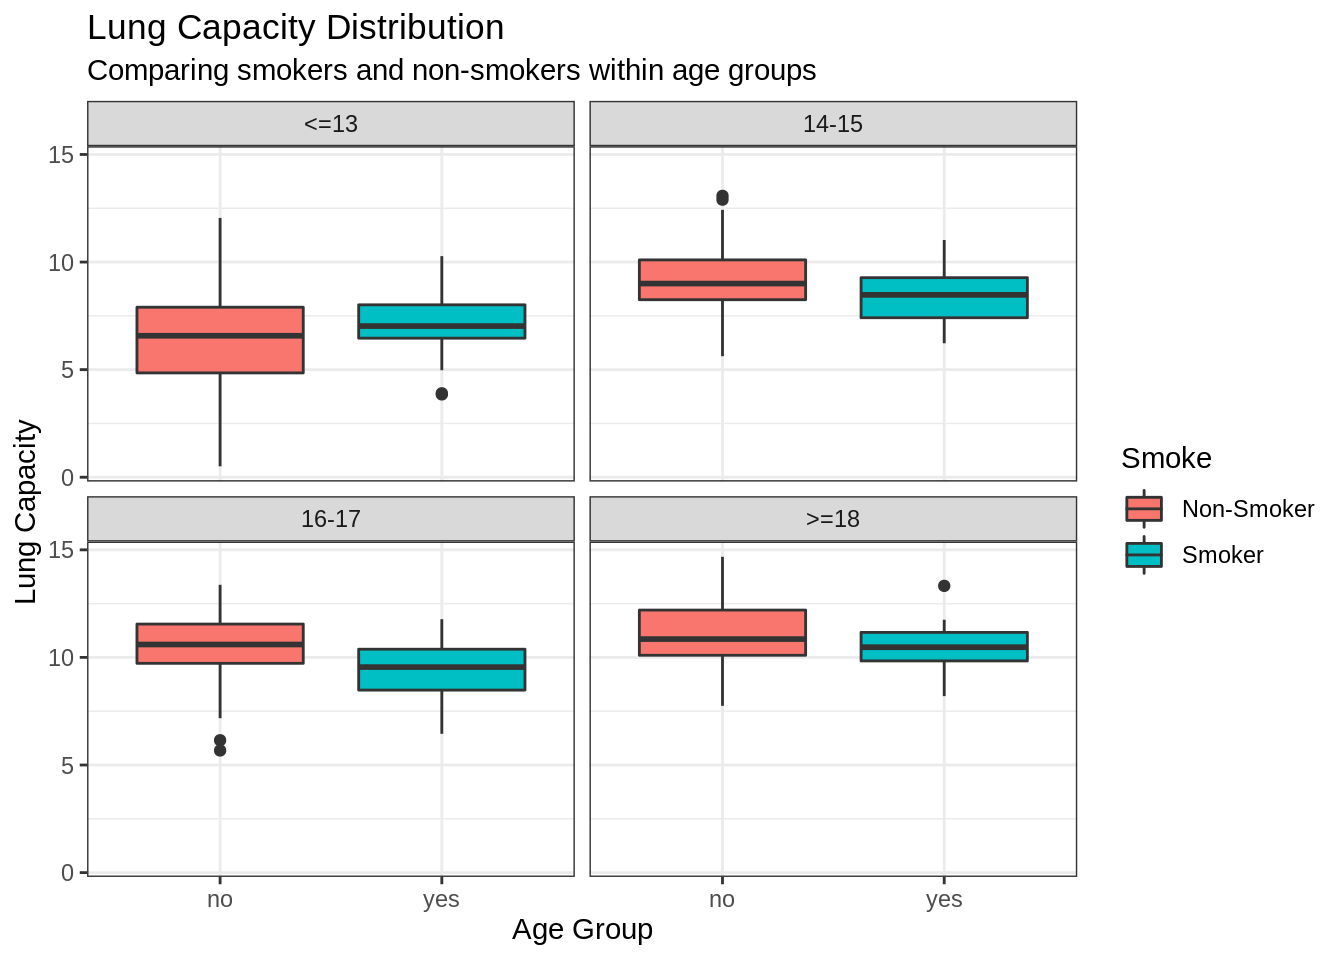 Lung Capacity Distribution
Comparing smokers and non-smokers within age groups
<=13
14-15
15
10
5
0
Lung Capacity
16-17
>=18
15
10
5
0
no
yes
no
yes
Age Group
Smoke
Non-Smoker
Smoker